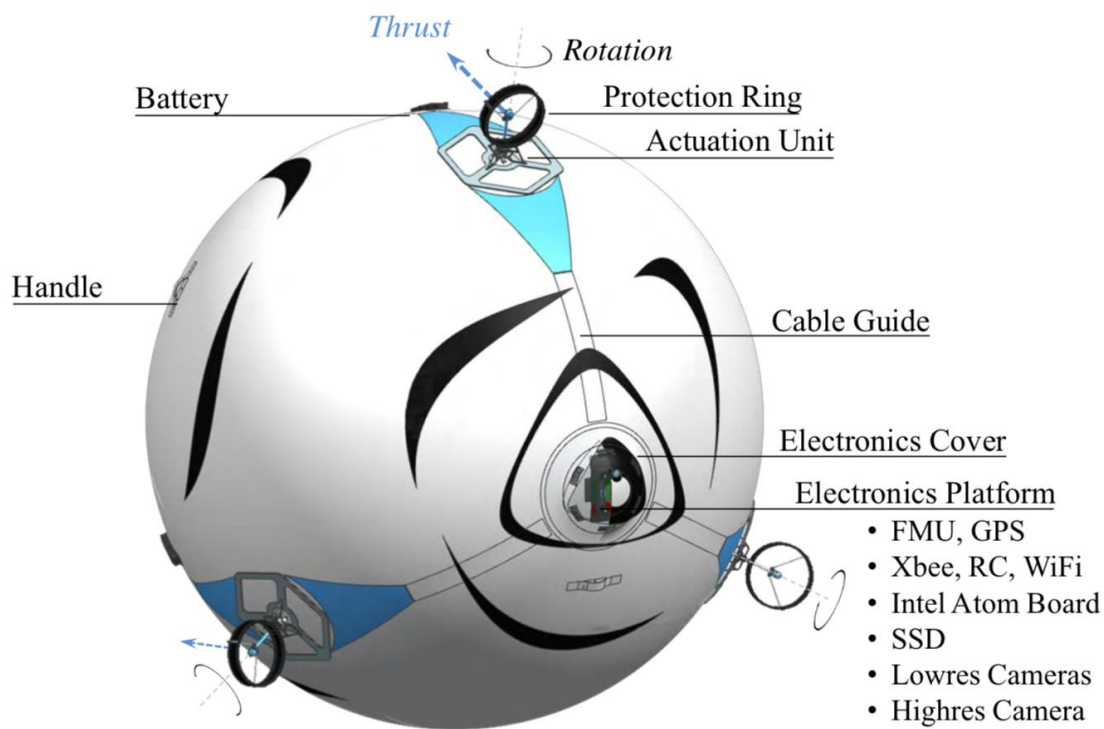 Thrust
Rotation
Battery
Protection Ring
Actuation Unit
Handle
Cable Guide
Electronics Cover
Electronics Platform
• FMU, GPS
• Xbee, RC, WiFi
• Intel Atom Board
• SSD
• Lowres Cameras
• Highres Camera